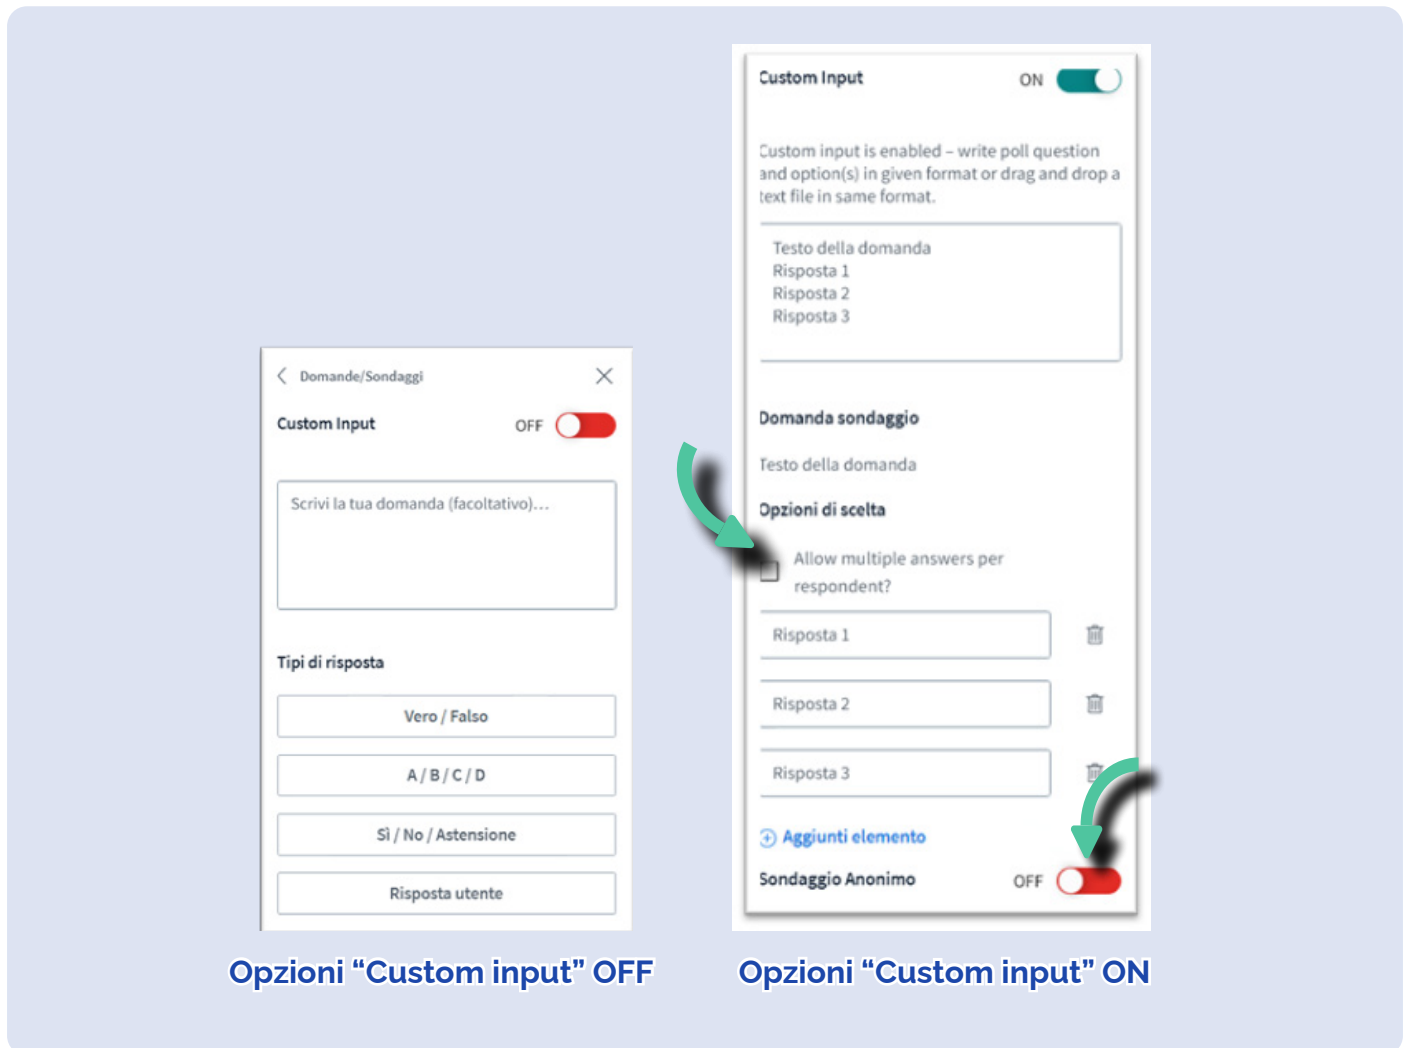 Domande/Sondaggi
Custom Input OFF
Scrivi la tua domanda (facoltativo)...
Tipi di risposta
Vero / Falso
A / B / C / D
Sì / No / Astensione
Risposta utente
Opzioni “Custom input” OFF
Custom Input ON
Custom input is enabled – write poll question
and option(s) in given format or drag and drop a
text file in same format.
Testo della domanda
Risposta 1
Risposta 2
Risposta 3
Domanda sondaggio
Testo della domanda
Opzioni di scelta
Allow multiple answers per
respondent?
Risposta 1
Risposta 2
Risposta 3
Aggiunti elemento
Sondaggio Anonimo OFF
Opzioni “Custom input” ON